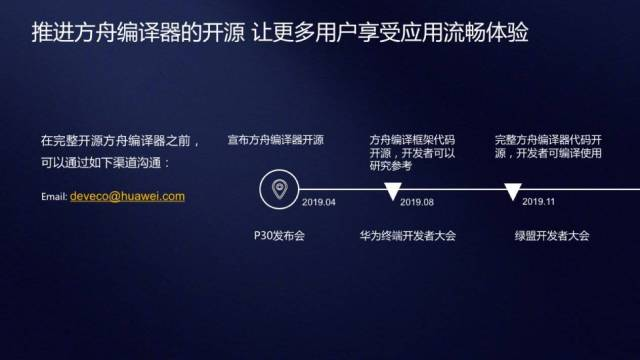 推进方舟编译器的开源 让更多用户享受应用流畅体验
在完整开源方舟编译器之前，
可以通过如下渠道沟通：
Email: deveco@huawei.com
宣布方舟编译器开源
2019.04
P30发布会
方舟编译框架代码
开源，开发者可以
研究参考
2019.08
华为终端开发者大会
完整方舟编译器代码开
源，开发者可编译使用
2019.11
绿盟开发者大会